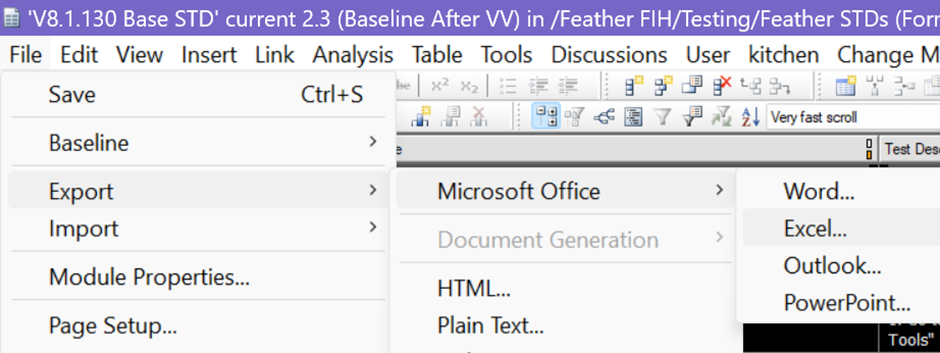 'V8.1.130 Base STD' current 2.3 (Baseline After VV) in /Feather FIH/Testing/Feather STDs (Forr
File Edit View Insert Link Analysis Table Tools Discussions User kitchen Change M
Save Ctrl+S
Baseline
Very fast scroll
Test Des
Export
Microsoft Office
Word...
Import
Excel...
Document Generation
Outlook...
Module Properties...
HTML...
PowerPoint...
Page Setup...
Plain Text...
Tools"